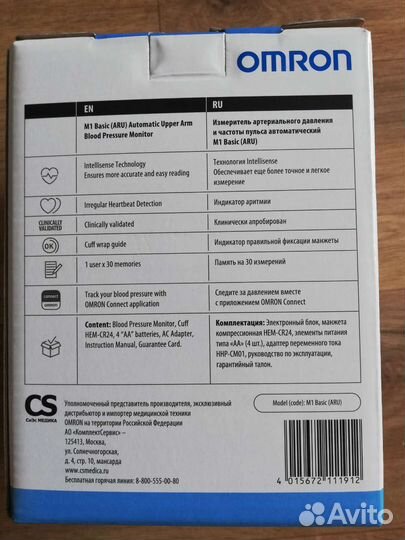 OMRON
EN
RU
M1 Basic (ARU) Automatic Upper Arm
Blood Pressure Monitor
Измеритель артериального давления
и частоты пульса автоматический
M1 Basic (ARU)
Intellisense Technology
Ensures more accurate and easy reading
Технология Intellisense
Обеспечивает еще более точное и легкое
измерение
Irregular Heartbeat Detection
Индикатор аритмии
CLINICALLY
VALIDATED
Clinically validated
Клинически апробирован
OK
Cuff wrap guide
Индикатор правильной фиксации манжеты
1 user x 30 memories
Память на 30 измерений
connect
Track your blood pressure with
OMRON Connect application
Следите за давлением вместе
с приложением OMRON Connect
Content: Blood Pressure Monitor, Cuff
HEM-CR24, 4 "AA" batteries, AC Adapter,
Instruction Manual, Guarantee Card.
Комплектация: Электронный блок, манжета
компрессионная HEM-CR24, элементы питания
типа «АА» (4 шт.), адаптер переменного тока
HHP-CM01, руководство по эксплуатации,
гарантийный талон.
CS
СиЭс МЕДИКА
Уполномоченный представитель производителя, эксклюзивный
дистрибьютор и импортер медицинской техники
OMRON на территории Российской Федерации
АО «КомплектСервис» –
125413, Москва,
ул. Солнечногорская,
д. 4, стр. 10, мансарда
www.csmedica.ru
Бесплатная горячая линия: 8-800-555-00-80
Model (code): M1 Basic (ARU)
4 015672 111912
Avito